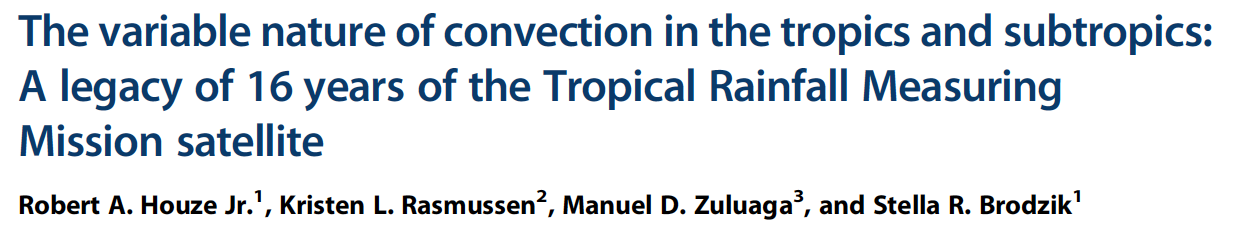 The variable nature of convection in the tropics and subtropics:
A legacy of 16 years of the Tropical Rainfall Measuring
Mission satellite
Robert A. Houze Jr.¹, Kristen L. Rasmussen², Manuel D. Zuluaga³, and Stella R. Brodzik¹